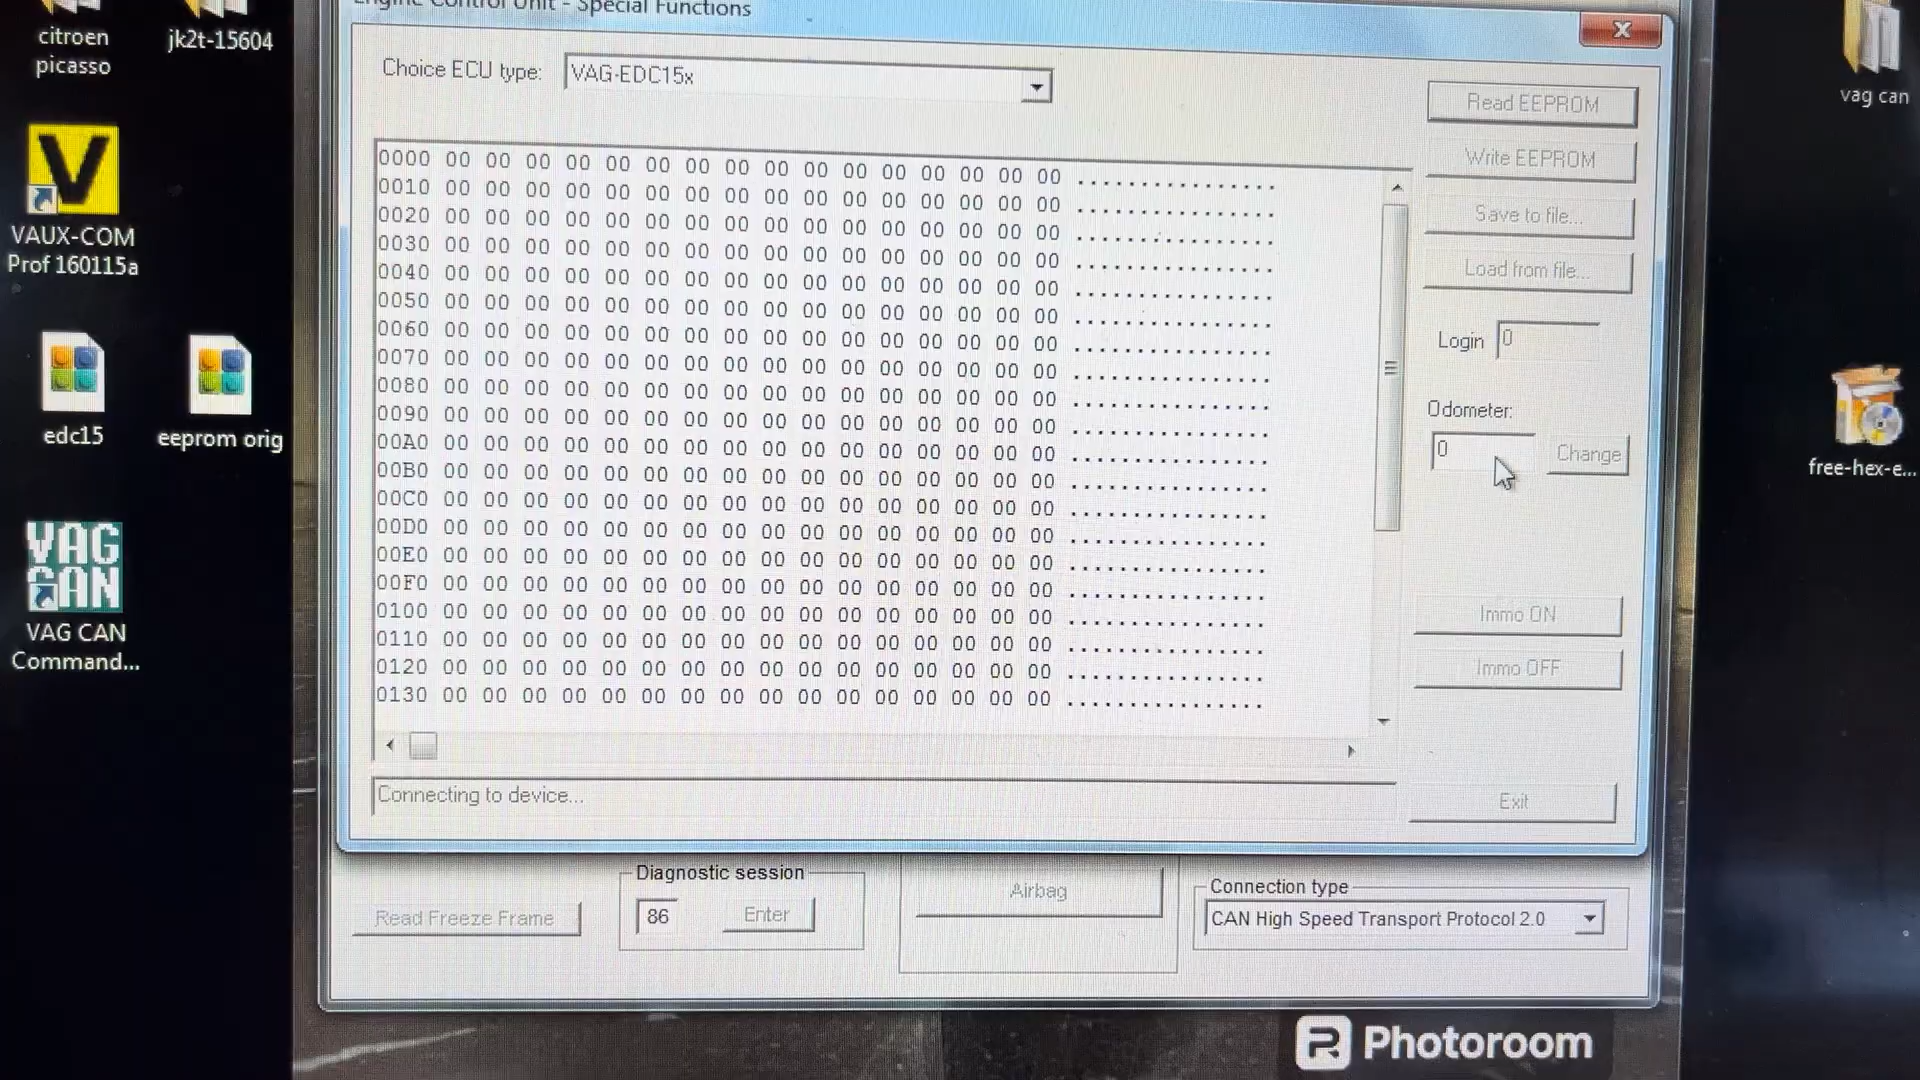 Engine Control Unit - Special Functions
citroen
picasso
jk2t-15604
VAUX-COM
Prof 160115a
edc15
eeprom orig
VAG
CAN
VAG CAN
Command...
Choice ECU type:
VAG-EDC15x
0000 00 00 00 00 00 00 00 00 00 00 00 00 00 00 00 00 ................
0010 00 00 00 00 00 00 00 00 00 00 00 00 00 00 00 00 ................
0020 00 00 00 00 00 00 00 00 00 00 00 00 00 00 00 00 ................
0030 00 00 00 00 00 00 00 00 00 00 00 00 00 00 00 00 ................
0040 00 00 00 00 00 00 00 00 00 00 00 00 00 00 00 00 ................
0050 00 00 00 00 00 00 00 00 00 00 00 00 00 00 00 00 ................
0060 00 00 00 00 00 00 00 00 00 00 00 00 00 00 00 00 ................
0070 00 00 00 00 00 00 00 00 00 00 00 00 00 00 00 00 ................
0080 00 00 00 00 00 00 00 00 00 00 00 00 00 00 00 00 ................
0090 00 00 00 00 00 00 00 00 00 00 00 00 00 00 00 00 ................
00A0 00 00 00 00 00 00 00 00 00 00 00 00 00 00 00 00 ................
00B0 00 00 00 00 00 00 00 00 00 00 00 00 00 00 00 00 ................
00C0 00 00 00 00 00 00 00 00 00 00 00 00 00 00 00 00 ................
00D0 00 00 00 00 00 00 00 00 00 00 00 00 00 00 00 00 ................
00E0 00 00 00 00 00 00 00 00 00 00 00 00 00 00 00 00 ................
00F0 00 00 00 00 00 00 00 00 00 00 00 00 00 00 00 00 ................
0100 00 00 00 00 00 00 00 00 00 00 00 00 00 00 00 00 ................
0110 00 00 00 00 00 00 00 00 00 00 00 00 00 00 00 00 ................
0120 00 00 00 00 00 00 00 00 00 00 00 00 00 00 00 00 ................
0130 00 00 00 00 00 00 00 00 00 00 00 00 00 00 00 00 ................
Connecting to device...
Read EEPROM
Write EEPROM
Save to file...
Load from file...
Login 0
Odometer:
0
Change
Immo ON
Immo OFF
Exit
Read Freeze Frame
Diagnostic session
86
Enter
Airbag
Connection type
CAN High Speed Transport Protocol 2.0
vag can
free-hex-e...
Photoroom